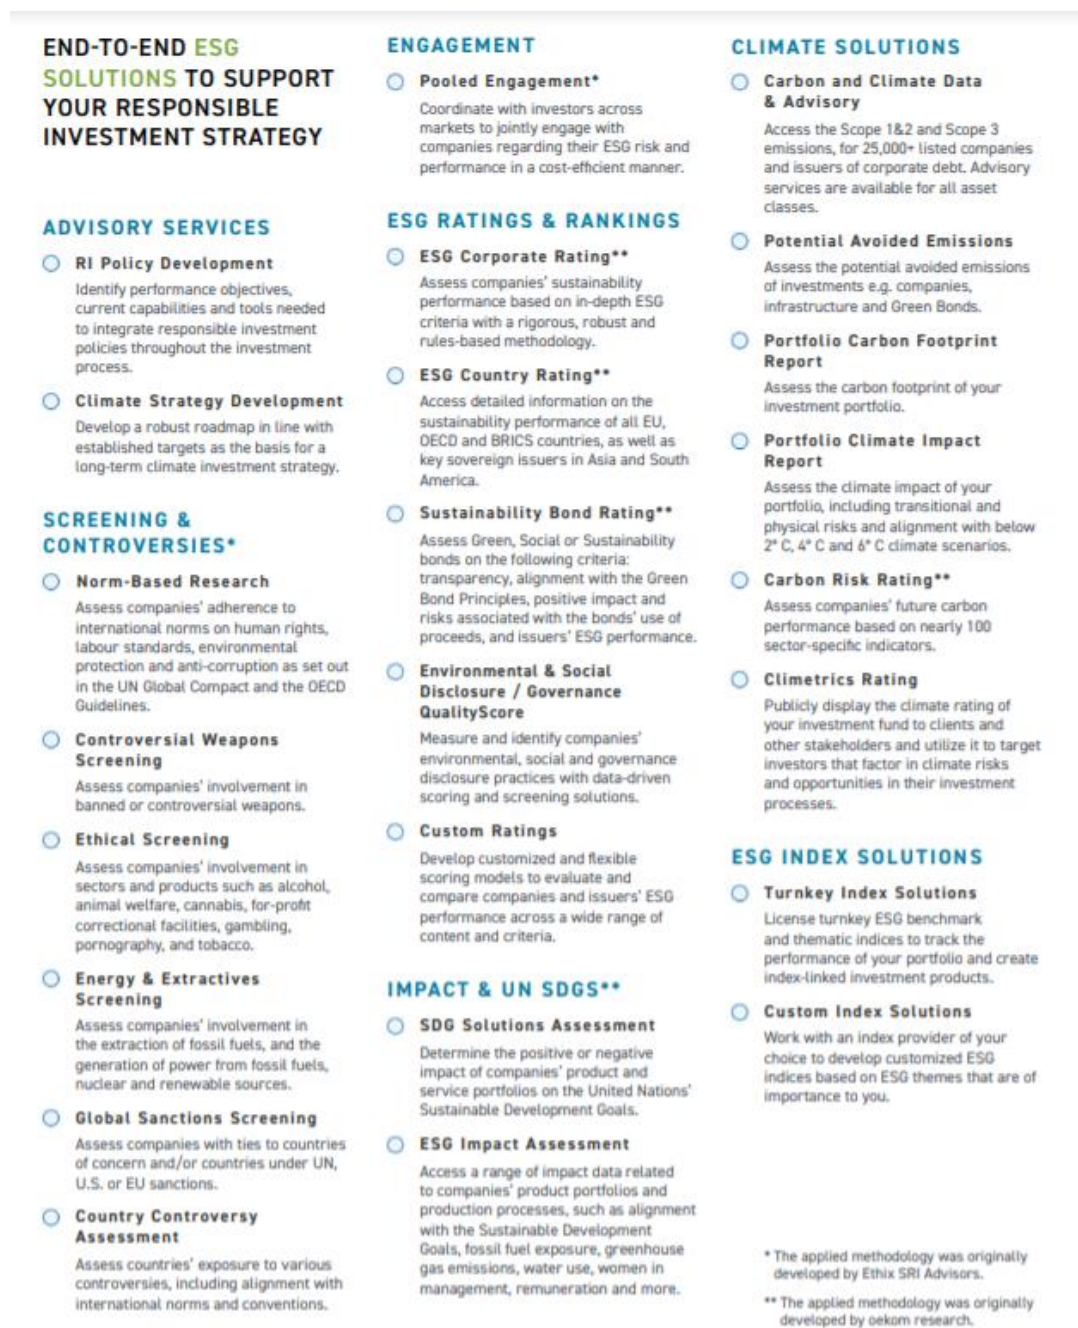 END-TO-END ESG
SOLUTIONS TO SUPPORT
YOUR RESPONSIBLE
INVESTMENT STRATEGY
ADVISORY SERVICES
RI Policy Development
Identify performance objectives,
current capabilities and tools needed
to integrate responsible investment
policies throughout the investment
process.
Climate Strategy Development
Develop a robust roadmap in line with
established targets as the basis for a
long-term climate investment strategy.
SCREENING &
CONTROVERSIES*
Norm-Based Research
Assess companies' adherence to
international norms on human rights,
labour standards, environmental
protection and anti-corruption as set out
in the UN Global Compact and the OECD
Guidelines.
Controversial Weapons
Screening
Assess companies' involvement in
banned or controversial weapons.
Ethical Screening
Assess companies' involvement in
sectors and products such as alcohol,
animal welfare, cannabis, for-profit
correctional facilities, gambling,
pornography, and tobacco.
Energy & Extractives
Screening
Assess companies' involvement in
the extraction of fossil fuels, and the
generation of power from fossil fuels,
nuclear and renewable sources.
Global Sanctions Screening
Assess companies with ties to countries
of concern and/or countries under UN,
U.S. or EU sanctions.
Country Controversy
Assessment
Assess countries' exposure to various
controversies, including alignment with
international norms and conventions.
ENGAGEMENT
Pooled Engagement*
Coordinate with investors across
markets to jointly engage with
companies regarding their ESG risk and
performance in a cost-efficient manner.
ESG RATINGS & RANKINGS
ESG Corporate Rating**
Assess companies' sustainability
performance based on in-depth ESG
criteria with a rigorous, robust and
rules-based methodology.
ESG Country Rating**
Access detailed information on the
sustainability performance of all EU,
OECD and BRICS countries, as well as
key sovereign issuers in Asia and South
America.
Sustainability Bond Rating**
Assess Green, Social or Sustainability
bonds on the following criteria:
transparency, alignment with the Green
Bond Principles, positive impact and
risks associated with the bonds' use of
proceeds, and issuers' ESG performance.
Environmental & Social
Disclosure / Governance
QualityScore
Measure and identify companies'
environmental, social and governance
disclosure practices with data-driven
scoring and screening solutions.
Custom Ratings
Develop customized and flexible
scoring models to evaluate and
compare companies and issuers' ESG
performance across a wide range of
content and criteria.
IMPACT & UN SDGS**
SDG Solutions Assessment
Determine the positive or negative
impact of companies' product and
service portfolios on the United Nations'
Sustainable Development Goals.
ESG Impact Assessment
Access a range of impact data related
to companies' product portfolios and
production processes, such as alignment
with the Sustainable Development
Goals, fossil fuel exposure, greenhouse
gas emissions, water use, women in
management, remuneration and more.
CLIMATE SOLUTIONS
Carbon and Climate Data
& Advisory
Access the Scope 1&2 and Scope 3
emissions, for 25,000+ listed companies
and issuers of corporate debt. Advisory
services are available for all asset
classes.
Potential Avoided Emissions
Assess the potential avoided emissions
of investments e.g. companies,
infrastructure and Green Bonds.
Portfolio Carbon Footprint
Report
Assess the carbon footprint of your
investment portfolio.
Portfolio Climate Impact
Report
Assess the climate impact of your
portfolio, including transitional and
physical risks and alignment with below
2° C, 4° C and 6° C climate scenarios.
Carbon Risk Rating**
Assess companies' future carbon
performance based on nearly 100
sector-specific indicators.
Climetrics Rating
Publicly display the climate rating of
your investment fund to clients and
other stakeholders and utilize it to target
investors that factor in climate risks
and opportunities in their investment
processes.
ESG INDEX SOLUTIONS
Turnkey Index Solutions
License turnkey ESG benchmark
and thematic indices to track the
performance of your portfolio and create
index-linked investment products.
Custom Index Solutions
Work with an index provider of your
choice to develop customized ESG
indices based on ESG themes that are of
importance to you.
* The applied methodology was originally
developed by Ethix SRI Advisors.
** The applied methodology was originally
developed by oekom research.